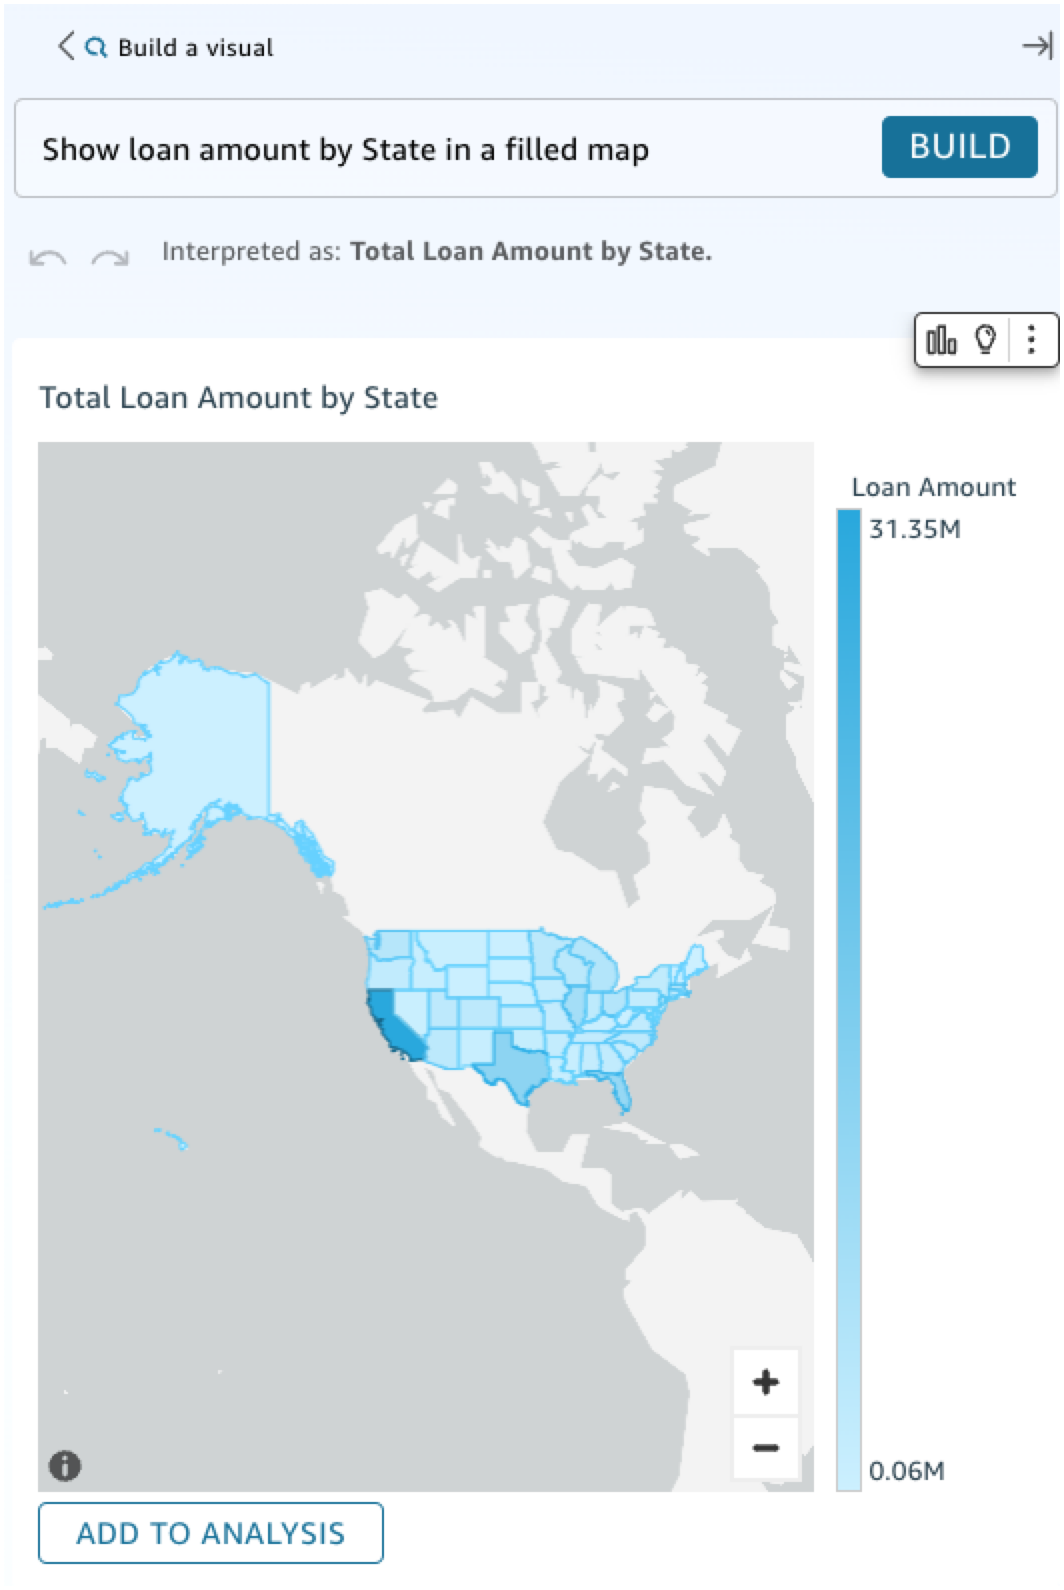 Build a visual
Show loan amount by State in a filled map
BUILD
Interpreted as: Total Loan Amount by State.
Total Loan Amount by State
Loan Amount
31.35M
0.06M
ADD TO ANALYSIS